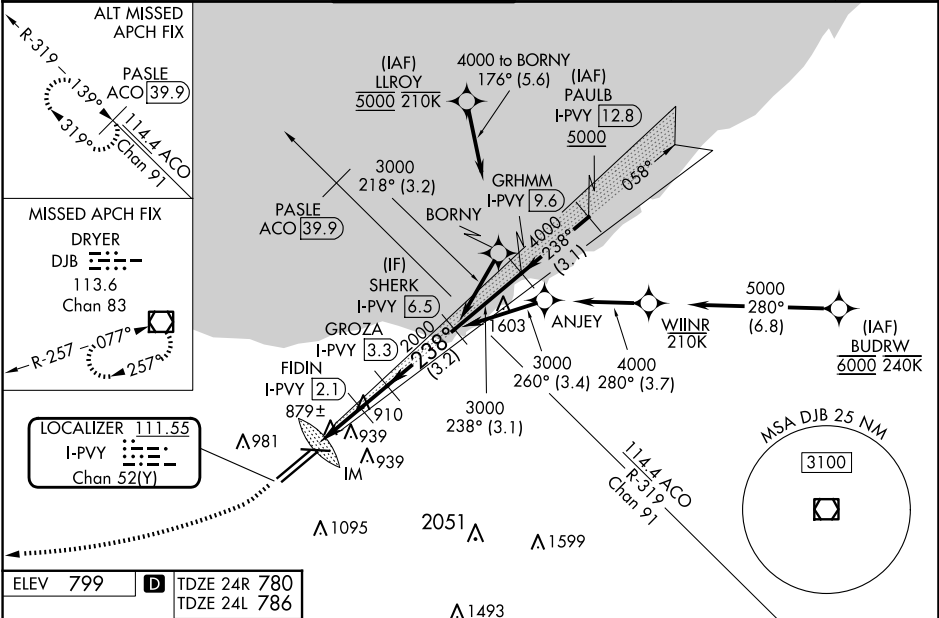 ALT MISSED
APCH FIX
R-319
PASLE
ACO 39.9
139°
319°
114.4 ACO
Chan 91
MISSED APCH FIX
DRYER
DJB
113.6
Chan 83
R-257
077°
257°
LOCALIZER 111.55
I-PVY
Chan 52(Y)
(IAF)
LLROY
5000 210K
4000 to BORNY
176° (5.6)
(IAF)
PAULB
I-PVY 12.8
5000
058°
3000
218° (3.2)
GRHMM
I-PVY 9.6
BORNY
4000
238°
(3.1)
PASLE
ACO 39.9
(IF)
SHERK
I-PVY 6.5
1603
ANJEY
WIINR
210K
5000
280°
(6.8)
(IAF)
BUDRW
6000 240K
GROZA
I-PVY 3.3
2000
238°
(3.2)
3000
260° (3.4)
4000
280° (3.7)
FIDIN
I-PVY 2.1
3000
238° (3.1)
879±
910
939
981
939
IM
114.4 ACO
R-319
Chan 91
MSA DJB 25 NM
3100
1095
2051
1599
1493
ELEV 799
D
TDZE 24R 780
TDZE 24L 786